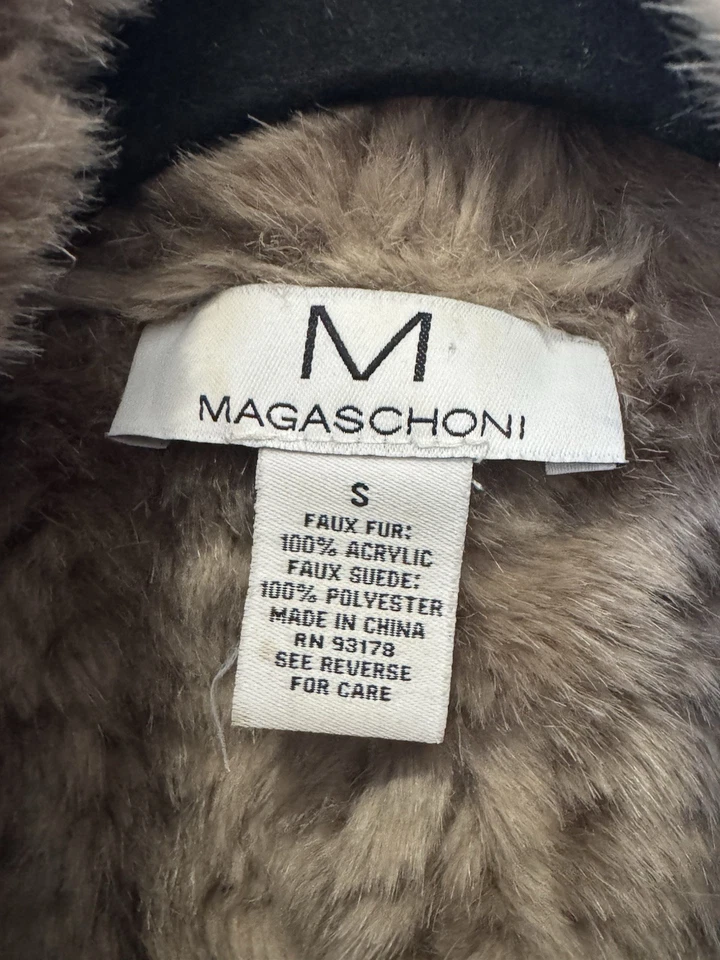 M
MAGASCHONI
S
FAUX FUR:
100% ACRYLIC
FAUX SUEDE:
100% POLYESTER
MADE IN CHINA
RN 93178
SEE REVERSE
FOR CARE